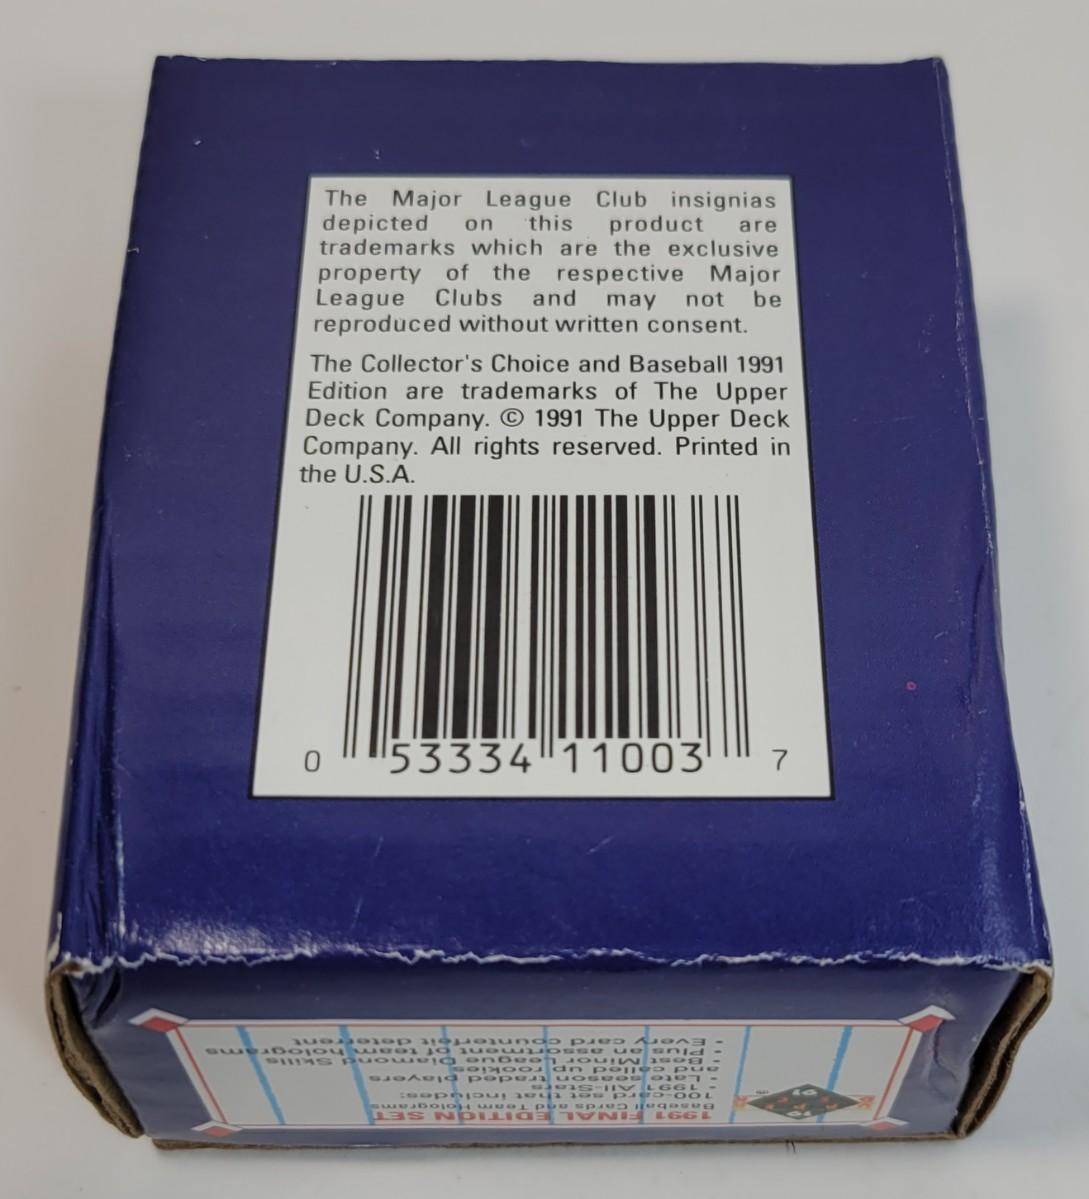 The Major League Club insignias
depicted on this product are
trademarks which are the exclusive
property of the respective Major
League Clubs and may not be
reproduced without written consent.
The Collector's Choice and Baseball 1991
Edition are trademarks of The Upper
Deck Company. © 1991 The Upper Deck
Company. All rights reserved. Printed in
the U.S.A.
0 53334 11003 7
1991 FINAL EDITION SET
Baseball Cards and Team Holograms
100-card set that includes:
• 1991 All-Stars
• Late season traded players
and called up rookies
• Best Minor League Diamond Skills
• Plus an assortment of team holograms
• Every card counterfeit deterrent